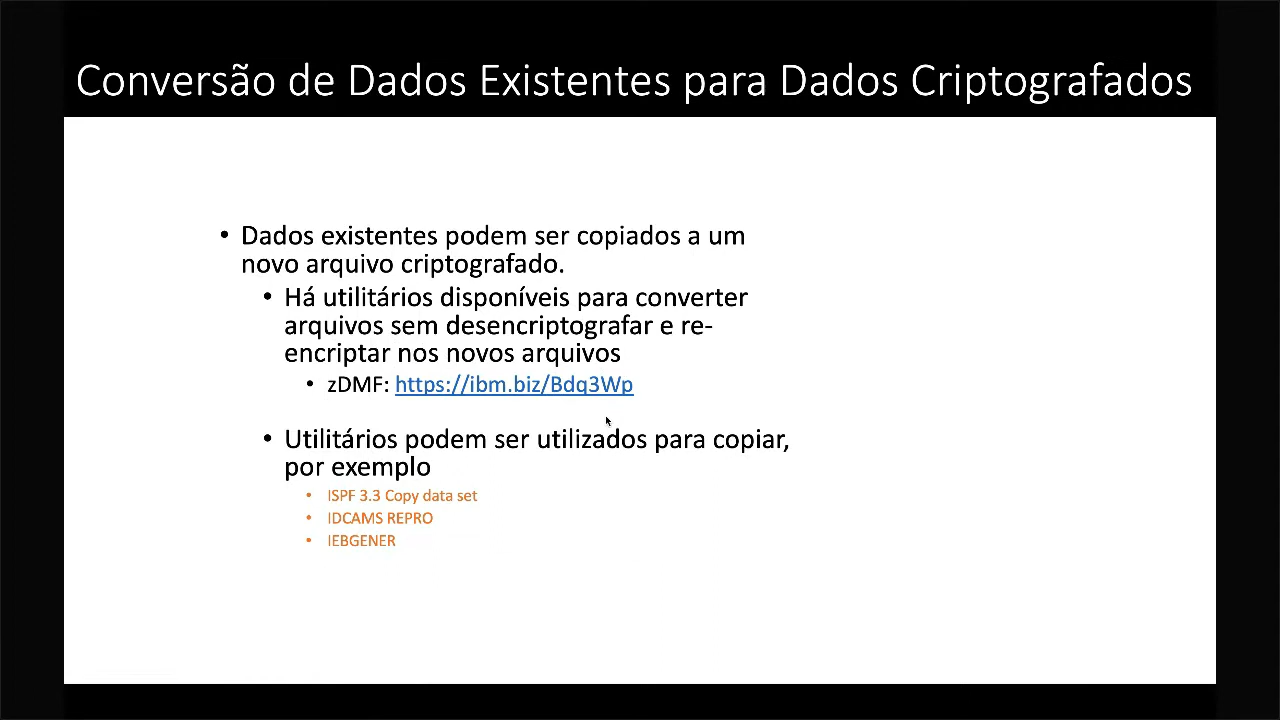 Conversão de Dados Existentes para Dados Criptografados
• Dados existentes podem ser copiados a um
novo arquivo criptografado.
• Há utilitários disponíveis para converter
arquivos sem desencriptografar e re-
encriptar nos novos arquivos
• zDMF: https://ibm.biz/Bdq3Wp
• Utilitários podem ser utilizados para copiar,
por exemplo
• ISPF 3.3 Copy data set
• IDCAMS REPRO
• IEBGENER